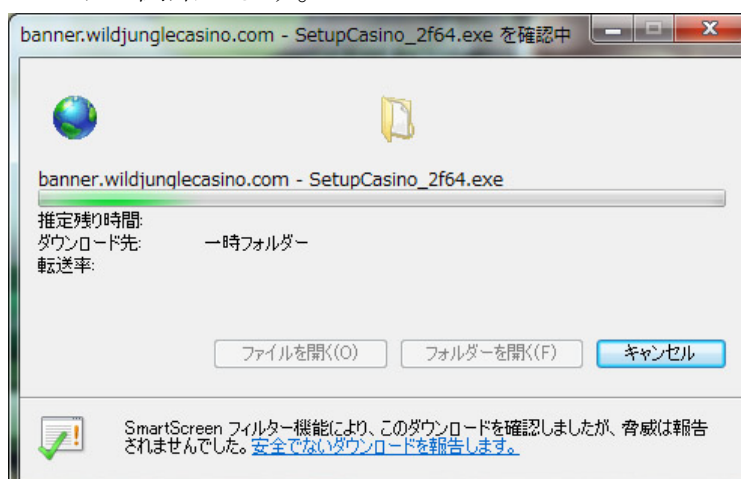 banner.wildjunglecasino.com - SetupCasino_2f64.exe を確認中
banner.wildjunglecasino.com - SetupCasino_2f64.exe
推定残り時間:
ダウンロード先: 一時フォルダー
転送率:
ファイルを開く(O) フォルダーを開く(F) キャンセル
SmartScreen フィルター機能により、このダウンロードを確認しましたが、脅威は報告
されませんでした。安全でないダウンロードを報告します。